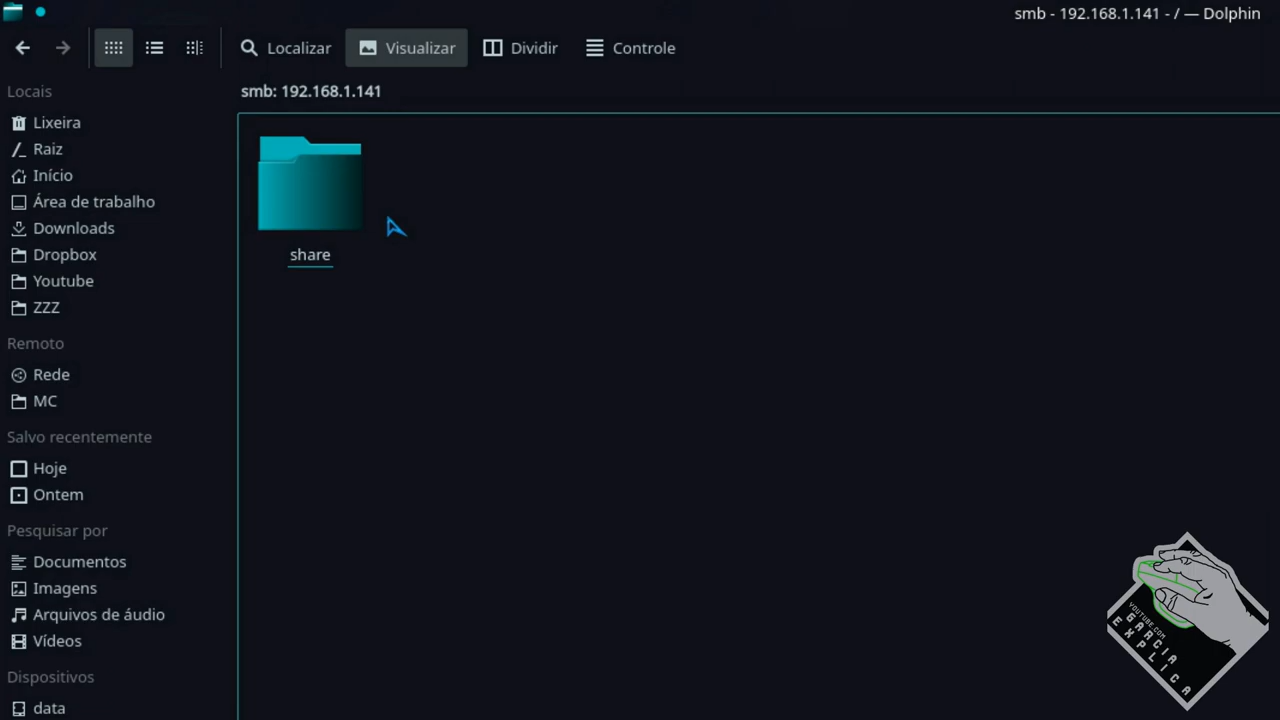 smb - 192.168.1.141 - / — Dolphin
Localizar
Visualizar
Dividir
Controle
Locais
smb: 192.168.1.141
Lixeira
Raiz
Início
Área de trabalho
Downloads
Dropbox
Youtube
ZZZ
share
Remoto
Rede
MC
Salvo recentemente
Hoje
Ontem
Pesquisar por
Documentos
Imagens
Arquivos de áudio
Vídeos
Dispositivos
data
YOUTUBE.COM
GARCIA
EXPLICA